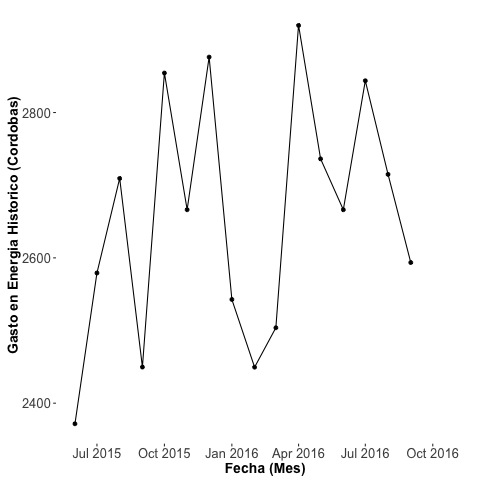 Gasto en Energia Historico (Cordobas)
2800
2600
2400
Jul 2015 Oct 2015 Jan 2016 Apr 2016 Jul 2016 Oct 2016
Fecha (Mes)